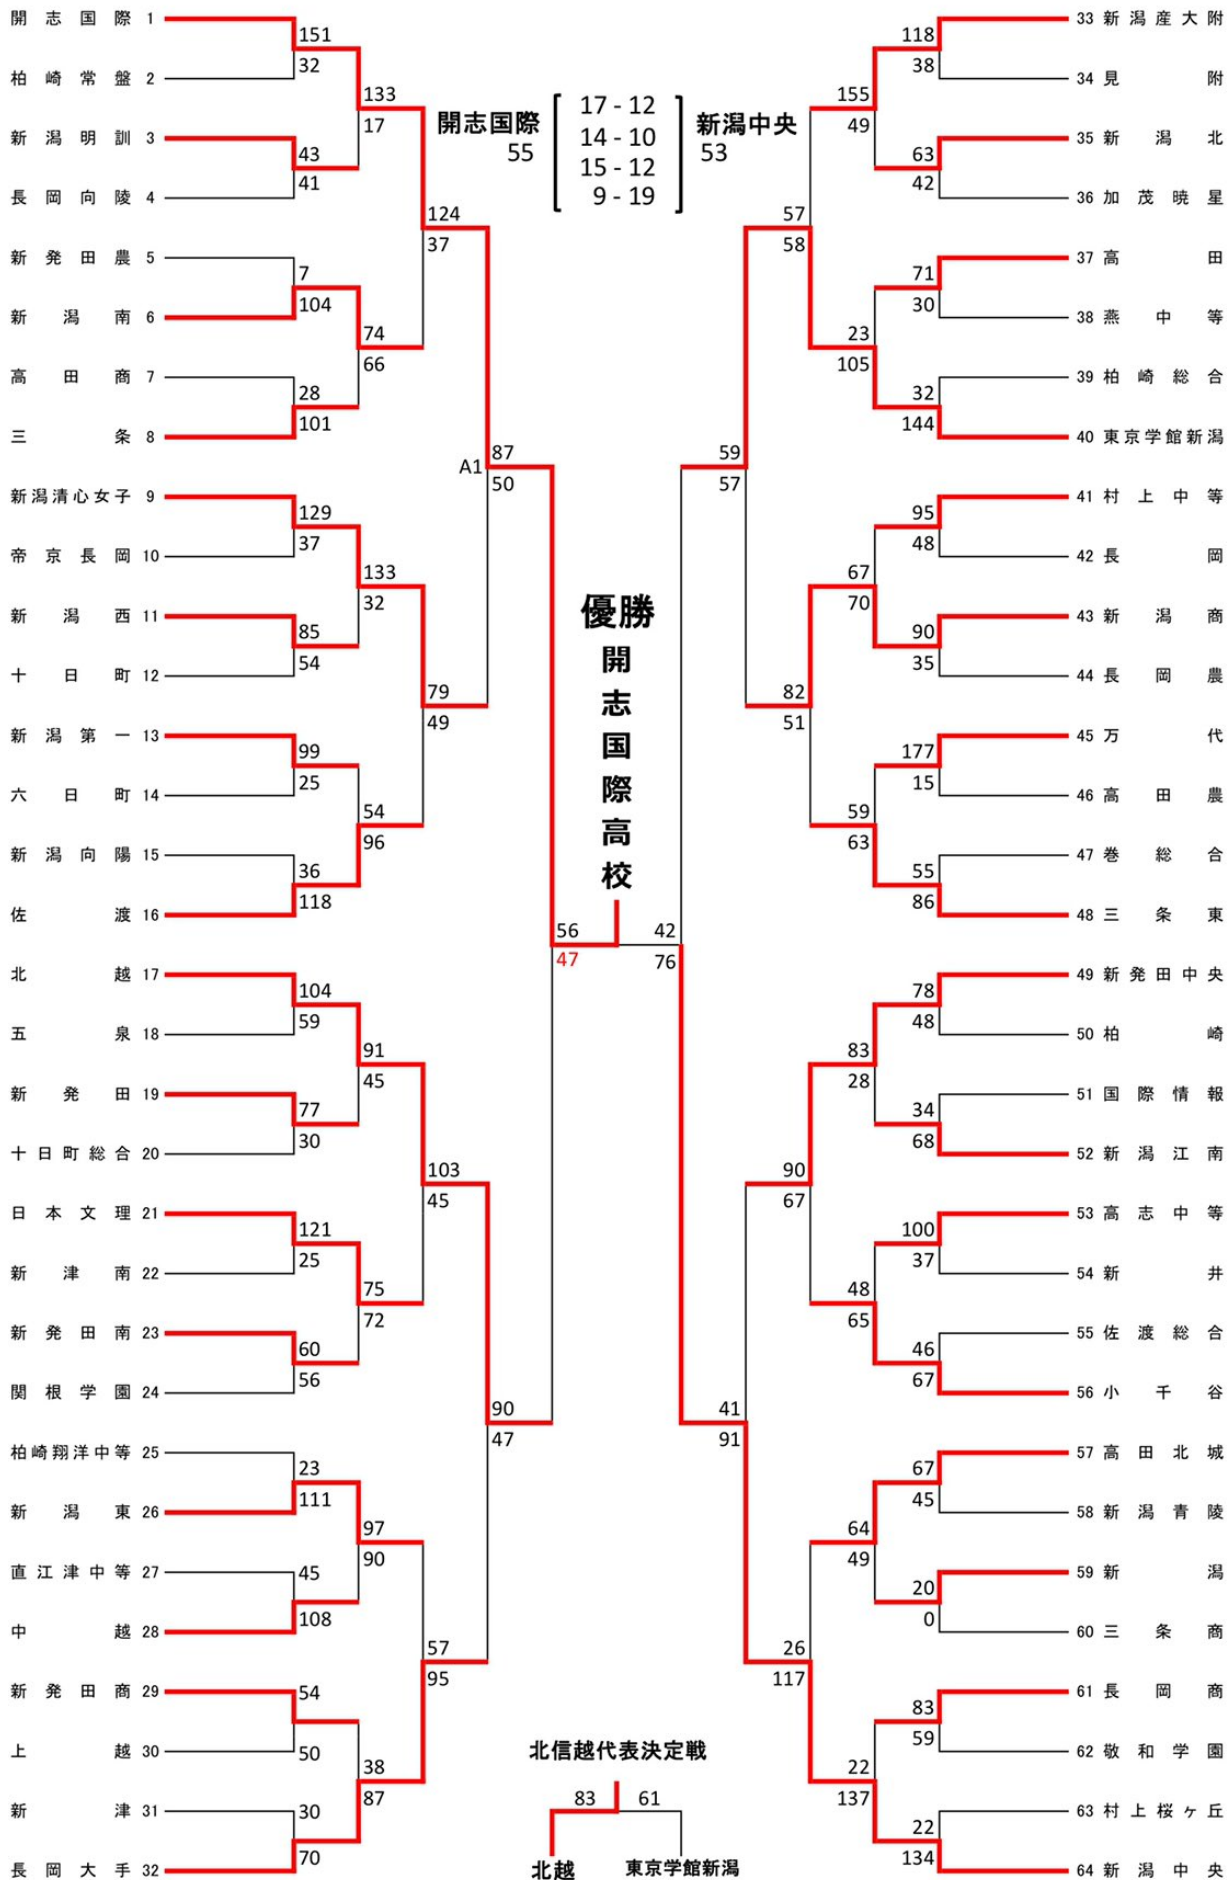 開志国際 1
151
32
柏崎常盤 2
133
17
新潟明訓 3
43
41
長岡向陵 4
124
37
新発田農 5
7
104
新潟南 6
74
66
高田商 7
28
101
三条 8
A1
87
50
新潟清心女子 9
129
37
帝京長岡 10
133
32
新潟西 11
85
54
十日町 12
79
49
新潟第一 13
99
25
六日町 14
54
96
新潟向陽 15
36
118
佐渡 16
56
47
北越 17
104
59
五泉 18
91
45
新発田 19
77
30
十日町総合 20
103
45
日本文理 21
121
25
新津南 22
75
72
新発田南 23
60
56
関根学園 24
90
47
柏崎翔洋中等 25
23
111
新潟東 26
97
90
直江津中等 27
45
108
中越 28
57
95
新発田商 29
54
50
上越 30
38
87
新津 31
30
70
長岡大手 32
開志国際
55
17 - 12
14 - 10
15 - 12
9 - 19
新潟中央
53
優勝
開志国際高校
42
76
北信越代表決定戦
83
61
北越
東京学館新潟
33 新潟産大附
118
38
34 見附
155
49
35 新潟北
63
42
36 加茂暁星
57
58
37 高田
71
30
38 燕中等
23
105
39 柏崎総合
32
144
40 東京学館新潟
59
57
41 村上中等
95
48
42 長岡
67
70
43 新潟商
90
35
44 長岡農
82
51
45 万代
177
15
46 高田農
59
63
47 巻総合
55
86
48 三条東
49 新発田中央
78
48
50 柏崎
83
28
51 国際情報
34
68
52 新潟江南
90
67
53 高志中等
100
37
54 新井
48
65
55 佐渡総合
46
67
56 小千谷
41
91
57 高田北城
67
45
58 新潟青陵
64
49
59 新潟
20
0
60 三条商
26
117
61 長岡商
83
59
62 敬和学園
22
137
63 村上桜ヶ丘
22
134
64 新潟中央